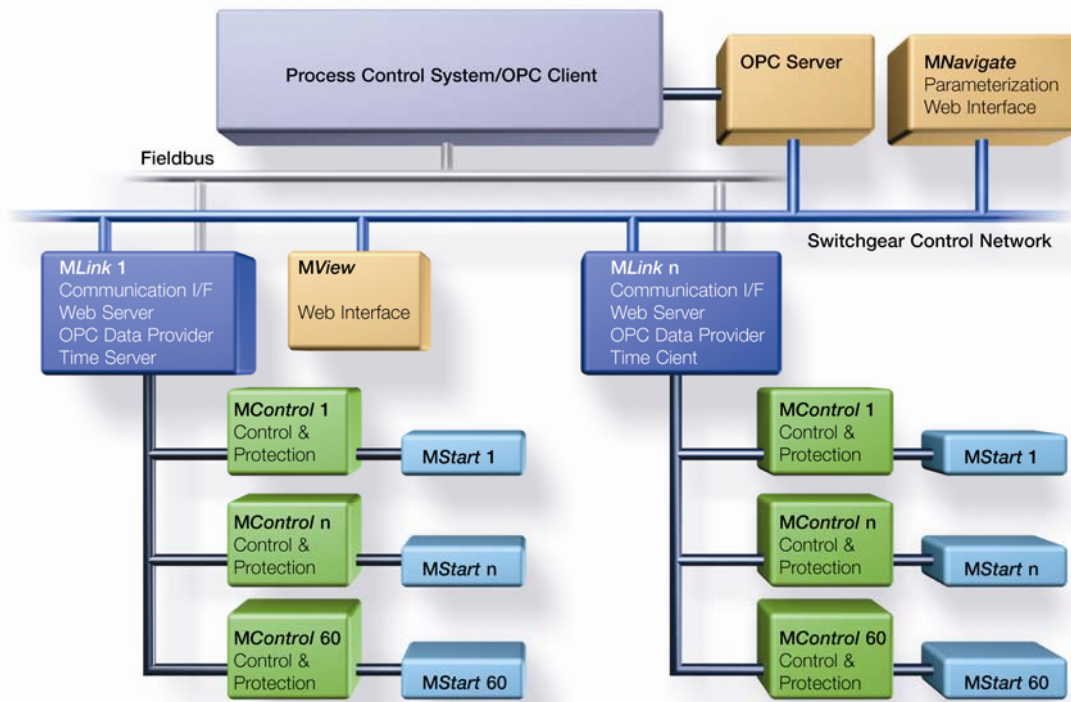 Process Control System/OPC Client
OPC Server
MNavigate
Parameterization
Web Interface
Fieldbus
Switchgear Control Network
MLink 1
Communication I/F
Web Server
OPC Data Provider
Time Server
MView
Web Interface
MLink n
Communication I/F
Web Server
OPC Data Provider
Time Client
MControl 1
Control &
Protection
MStart 1
MControl n
Control &
Protection
MStart n
MControl 60
Control &
Protection
MStart 60
MControl 1
Control &
Protection
MStart 1
MControl n
Control &
Protection
MStart n
MControl 60
Control &
Protection
MStart 60